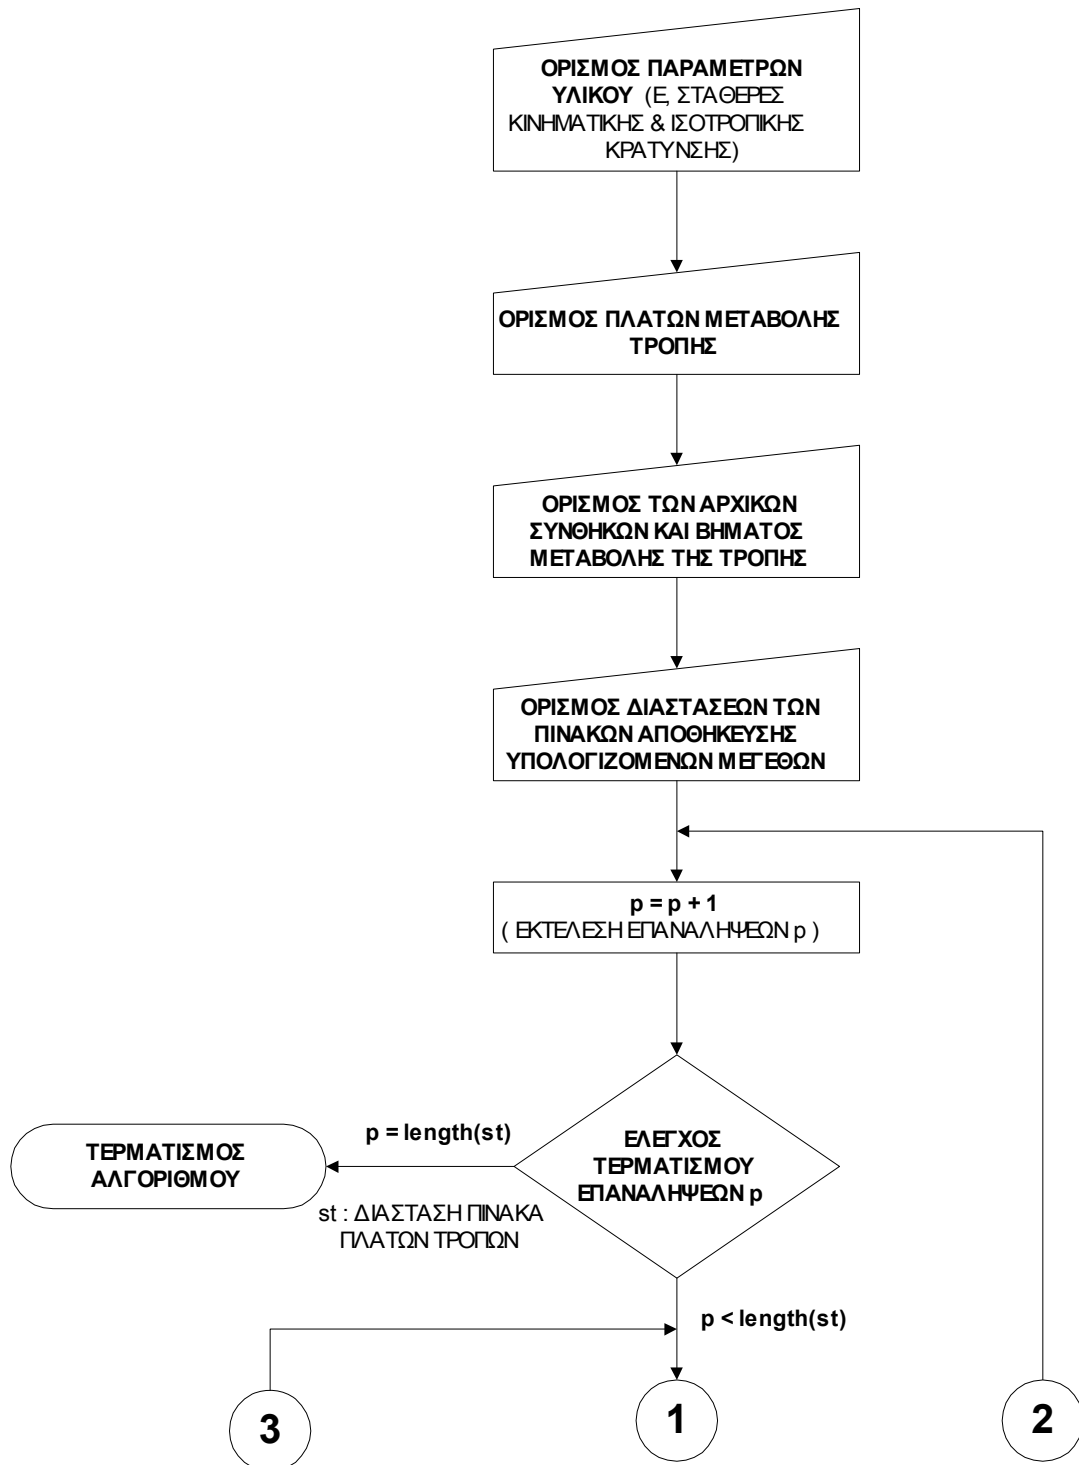 ΟΡΙΣΜΟΣ ΠΑΡΑΜΕΤΡΩΝ
ΥΛΙΚΟΥ (Ε, ΣΤΑΘΕΡΕΣ
ΚΙΝΗΜΑΤΙΚΗΣ & ΙΣΟΤΡΟΠΙΚΗΣ
ΚΡΑΤΥΝΣΗΣ)
ΟΡΙΣΜΟΣ ΠΛΑΤΩΝ ΜΕΤΑΒΟΛΗΣ
ΤΡΟΠΗΣ
ΟΡΙΣΜΟΣ ΤΩΝ ΑΡΧΙΚΩΝ
ΣΥΝΘΗΚΩΝ ΚΑΙ ΒΗΜΑΤΟΣ
ΜΕΤΑΒΟΛΗΣ ΤΗΣ ΤΡΟΠΗΣ
ΟΡΙΣΜΟΣ ΔΙΑΣΤΑΣΕΩΝ ΤΩΝ
ΠΙΝΑΚΩΝ ΑΠΟΘΗΚΕΥΣΗΣ
ΥΠΟΛΟΓΙΖΟΜΕΝΩΝ ΜΕΓΕΘΩΝ
p = p + 1
( ΕΚΤΕΛΕΣΗ ΕΠΑΝΑΛΗΨΕΩΝ p )
ΕΛΕΓΧΟΣ
ΤΕΡΜΑΤΙΣΜΟΥ
ΕΠΑΝΑΛΗΨΕΩΝ p
p = length(st)
ΤΕΡΜΑΤΙΣΜΟΣ
ΑΛΓΟΡΙΘΜΟΥ
st : ΔΙΑΣΤΑΣΗ ΠΙΝΑΚΑ
ΠΛΑΤΩΝ ΤΡΟΠΩΝ
p < length(st)
3
1
2